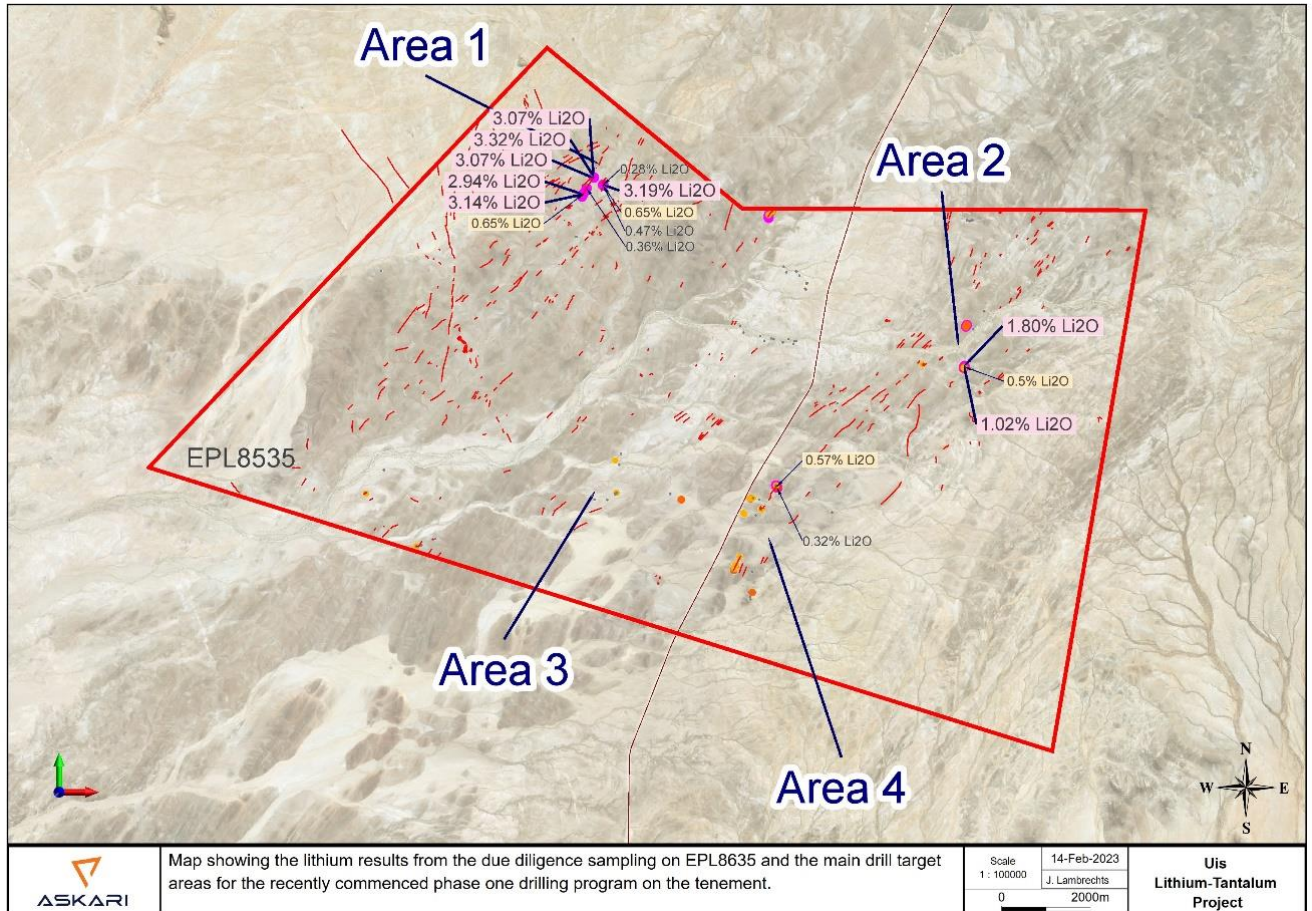 Area 1
3.07% Li2O
3.32% Li2O
3.07% Li2O
2.94% Li2O
3.14% Li2O
0.65% Li2O
0.28% Li2O
3.19% Li2O
0.65% Li2O
0.47% Li2O
0.36% Li2O
Area 2
1.80% Li2O
0.5% Li2O
1.02% Li2O
EPL8535
0.57% Li2O
0.32% Li2O
Area 3
Area 4
N
W E
S
ASKARI
Map showing the lithium results from the due diligence sampling on EPL8635 and the main drill target
areas for the recently commenced phase one drilling program on the tenement.
Scale
1 : 100000
14-Feb-2023
J. Lambrechts
0 2000m
Uis
Lithium-Tantalum
Project